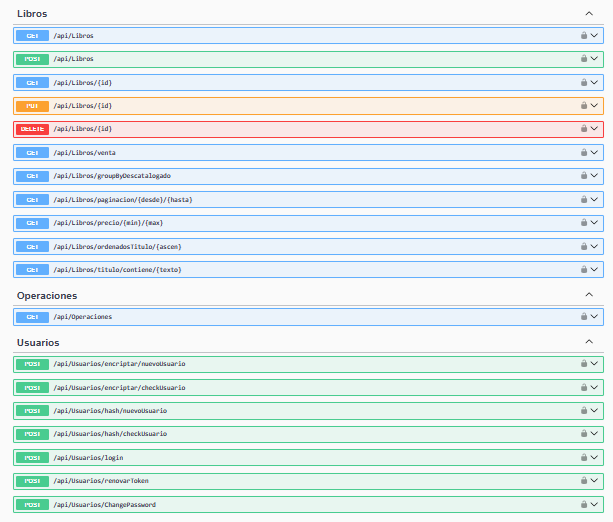 Libros
GET /api/Libros
POST /api/Libros
GET /api/Libros/{id}
PUT /api/Libros/{id}
DELETE /api/Libros/{id}
GET /api/Libros/venta
GET /api/Libros/groupByDescatalogado
GET /api/Libros/paginacion/{desde}/{hasta}
GET /api/Libros/precio/{min}/{max}
GET /api/Libros/ordenadosTitulo/{ascen}
GET /api/Libros/titulo/contiene/{texto}
Operaciones
GET /api/Operaciones
Usuarios
POST /api/Usuarios/encriptar/nuevoUsuario
POST /api/Usuarios/encriptar/checkUsuario
POST /api/Usuarios/hash/nuevoUsuario
POST /api/Usuarios/hash/checkUsuario
POST /api/Usuarios/login
POST /api/Usuarios/renovarToken
POST /api/Usuarios/ChangePassword